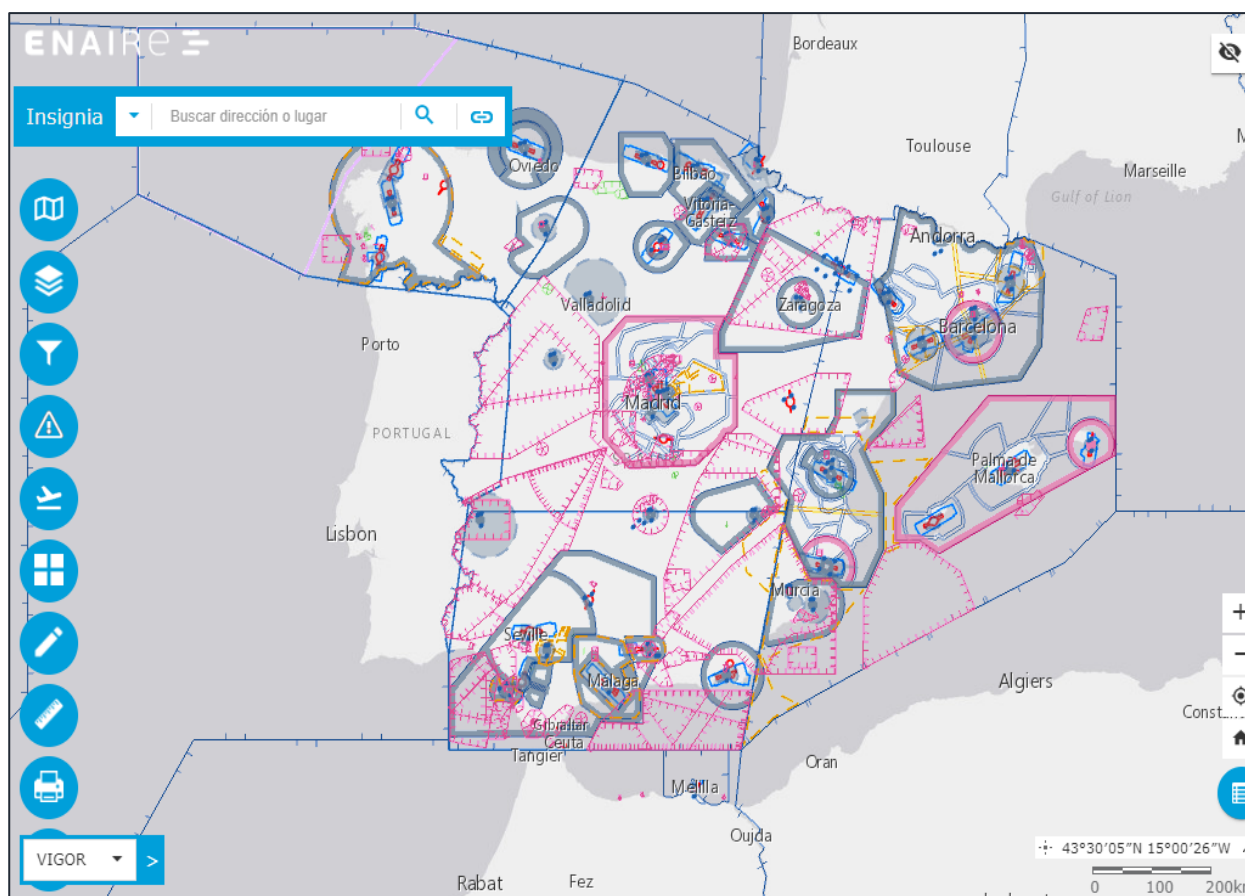 ENAIRe
Insignia
Buscar dirección o lugar
Bordeaux
Toulouse
Marseille
Gulf of Lion
Oviedo
Bilbao
Vitoria-
Gasteiz
Andorra
Valladolid
Zaragoza
Barcelona
Porto
Madrid
PORTUGAL
Palma de
Mallorca
Lisbon
Murcia
Seville
Málaga
Algiers
Gibraltar
Ceuta
Tangier
Oran
Melilla
Oujda
Rabat
Fez
VIGOR
>
+
−
43°30'05"N 15°00'26"W
0 100 200km